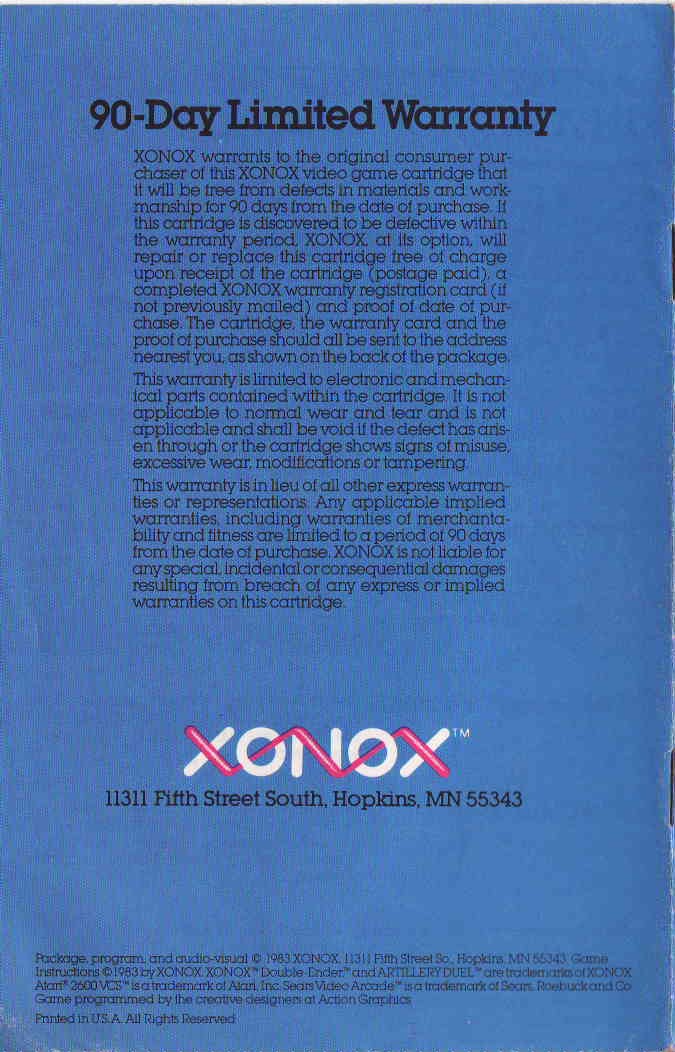 90-Day Limited Warranty
XONOX warrants to the original consumer pur-
chaser of this XONOX video game cartridge that
it will be free from defects in materials and work-
manship for 90 days from the date of purchase. If
this cartridge is discovered to be defective within
the warranty period, XONOX, at its option, will
repair or replace this cartridge free of charge
upon receipt of the cartridge (postage paid), a
completed XONOX warranty registration card (if
not previously mailed) and proof of date of pur-
chase. The cartridge, the warranty card and the
proof of purchase should all be sent to the address
nearest you, as shown on the back of the package.
This warranty is limited to electronic and mechan-
ical parts contained within the cartridge. It is not
applicable to normal wear and tear and is not
applicable and shall be void if the defect has aris-
en through or the cartridge shows signs of misuse,
excessive wear, modifications or tampering.
This warranty is in lieu of all other express warran-
ties or representations. Any applicable implied
warranties, including warranties of merchanta-
bility and fitness are limited to a period of 90 days
from the date of purchase. XONOX is not liable for
any special, incidental or consequential damages
resulting from breach of any express or implied
warranties on this cartridge.
XONOX™
11311 Fifth Street South, Hopkins, MN 55343
Package, program, and audio-visual © 1983 XONOX, 11311 Fifth Street So., Hopkins, MN 55343. Game
Instructions ©1983 by XONOX. XONOX™ Double-Ender™ and ARTILLERY DUEL™ are trademarks of XONOX.
Atari® 2600 VCS™ is a trademark of Atari, Inc. Sears Video Arcade™ is a trademark of Sears, Roebuck and Co.
Game programmed by the creative designers at Action Graphics
Printed in U.S.A. All Rights Reserved